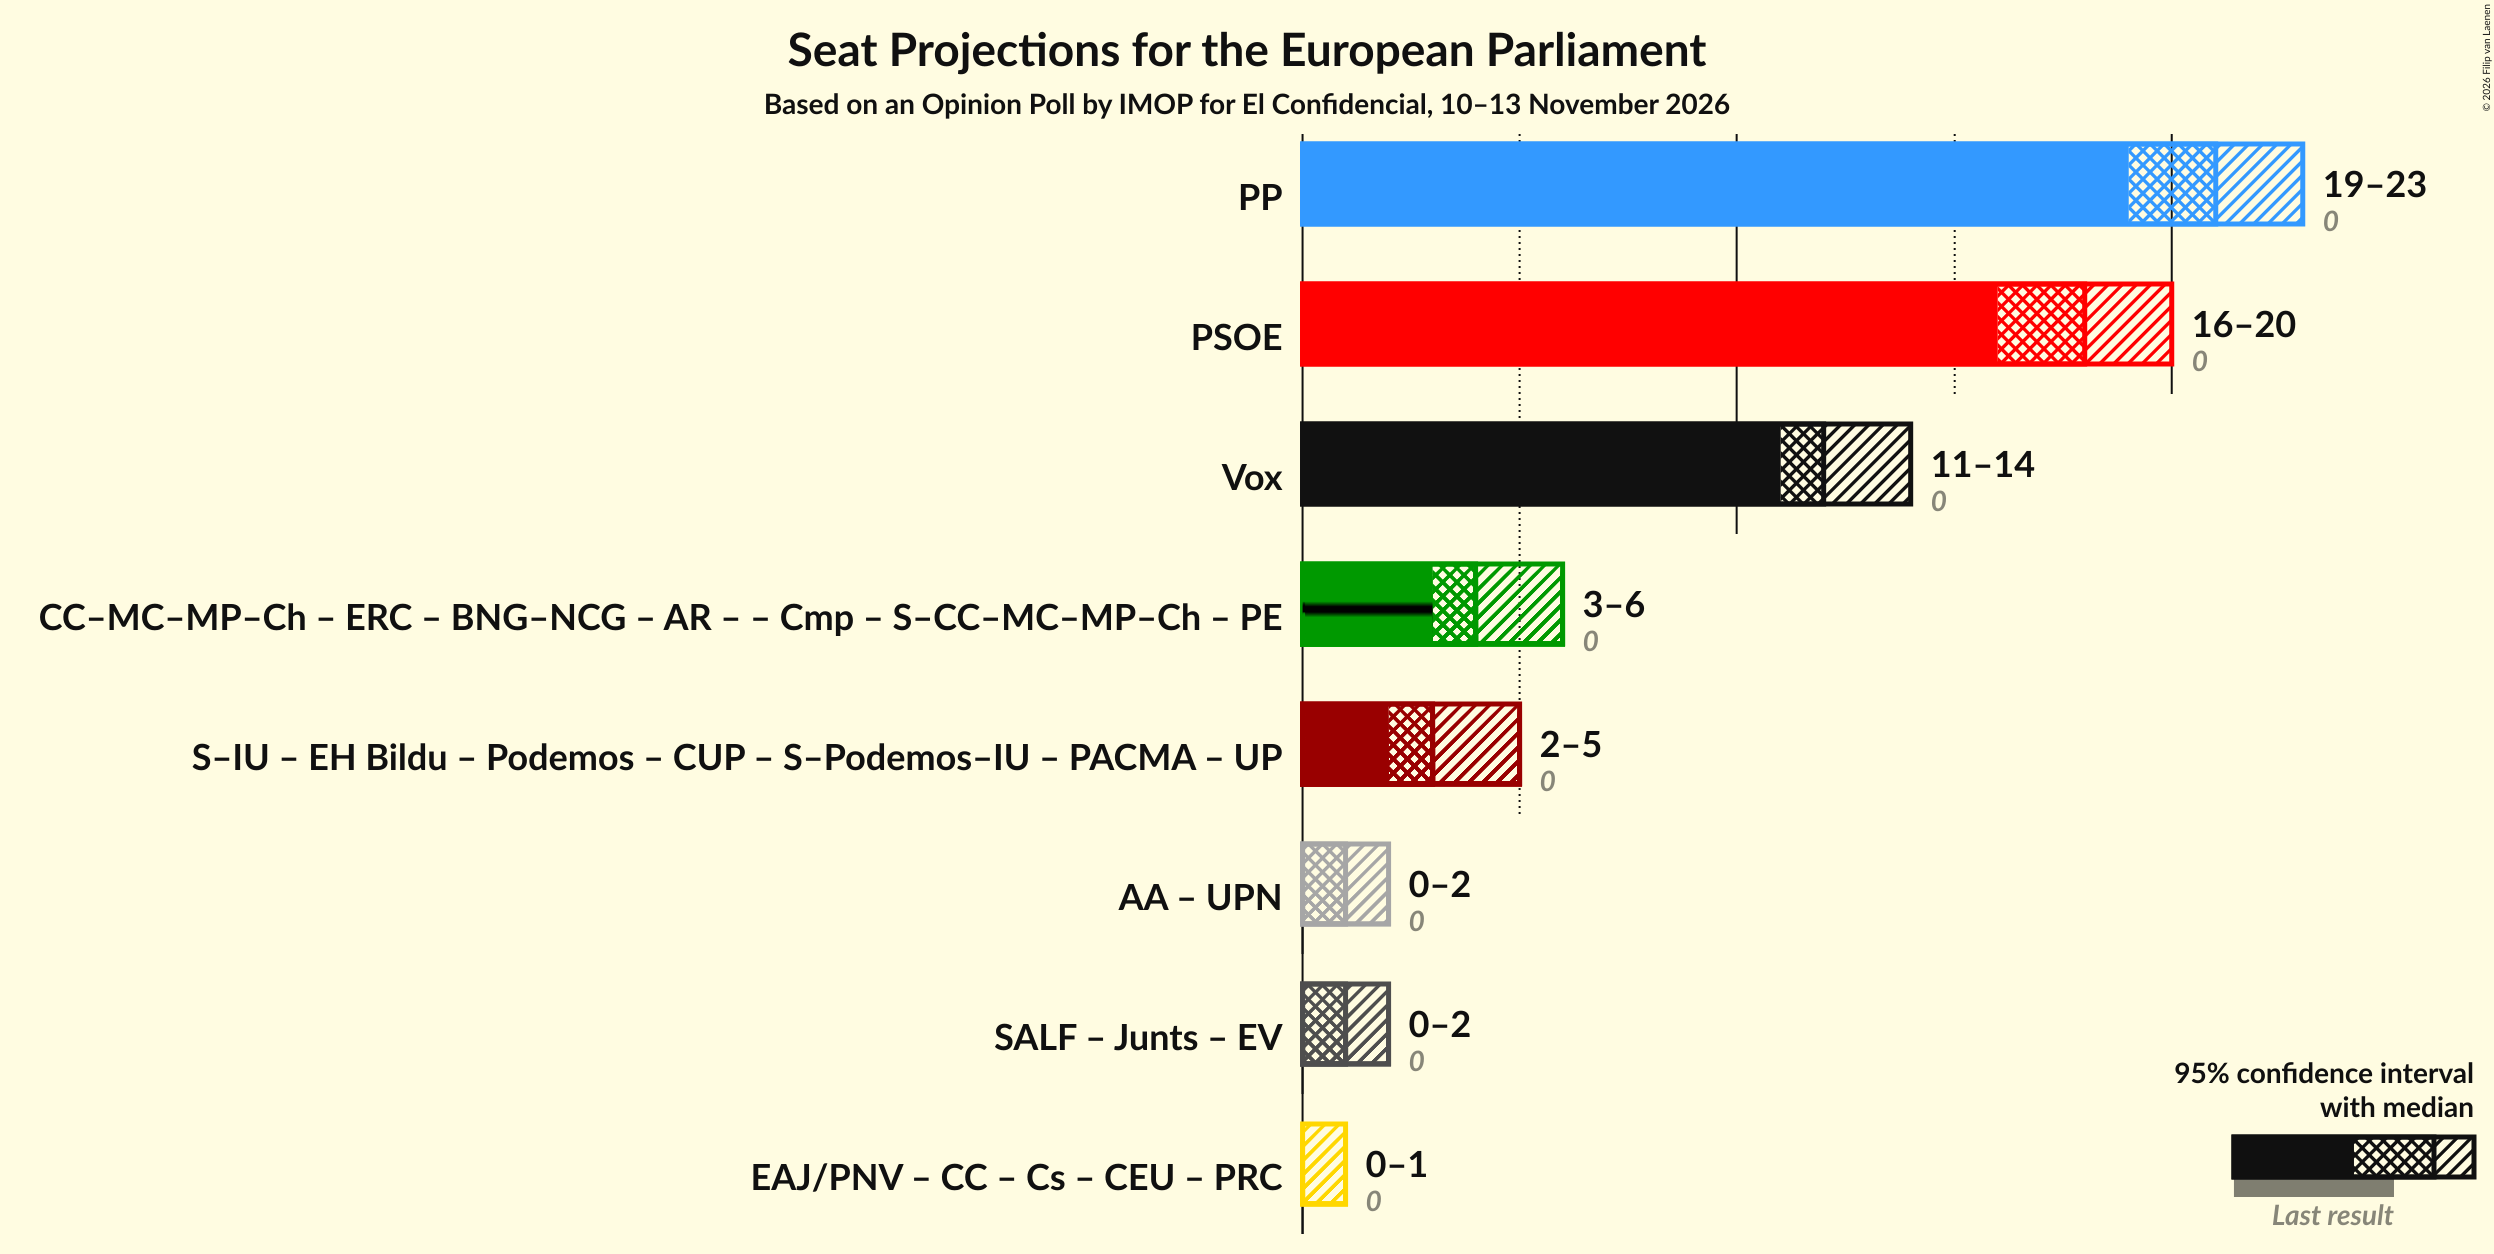 Seat Projections for the European Parliament
Based on an Opinion Poll by IMOP for El Confidencial, 10–13 November 2026
© 2026 Filip van Laenen
PP
19–23
0
PSOE
16–20
0
Vox
11–14
0
CC–MC–MP–Ch – ERC – BNG–NCG – AR – – Cmp – S–CC–MC–MP–Ch – PE
3–6
0
S–IU – EH Bildu – Podemos – CUP – S–Podemos–IU – PACMA – UP
2–5
0
AA – UPN
0–2
0
SALF – Junts – EV
0–2
0
EAJ/PNV – CC – Cs – CEU – PRC
0–1
0
95% confidence interval
with median
Last result